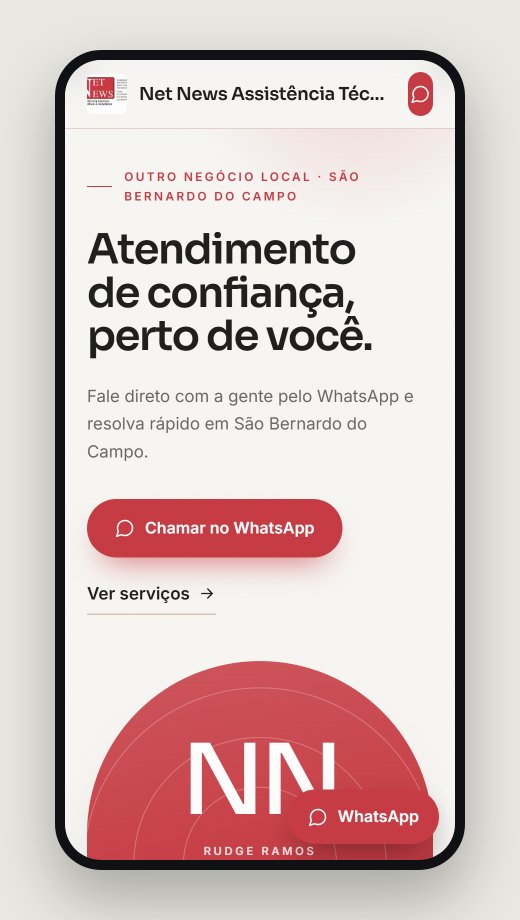 NET
NEWS
Net News Assistência Téc...
OUTRO NEGÓCIO LOCAL · SÃO
BERNARDO DO CAMPO
Atendimento
de confiança,
perto de você.
Fale direto com a gente pelo WhatsApp e
resolva rápido em São Bernardo do
Campo.
Chamar no WhatsApp
Ver serviços
NN
WhatsApp
RUDGE RAMOS